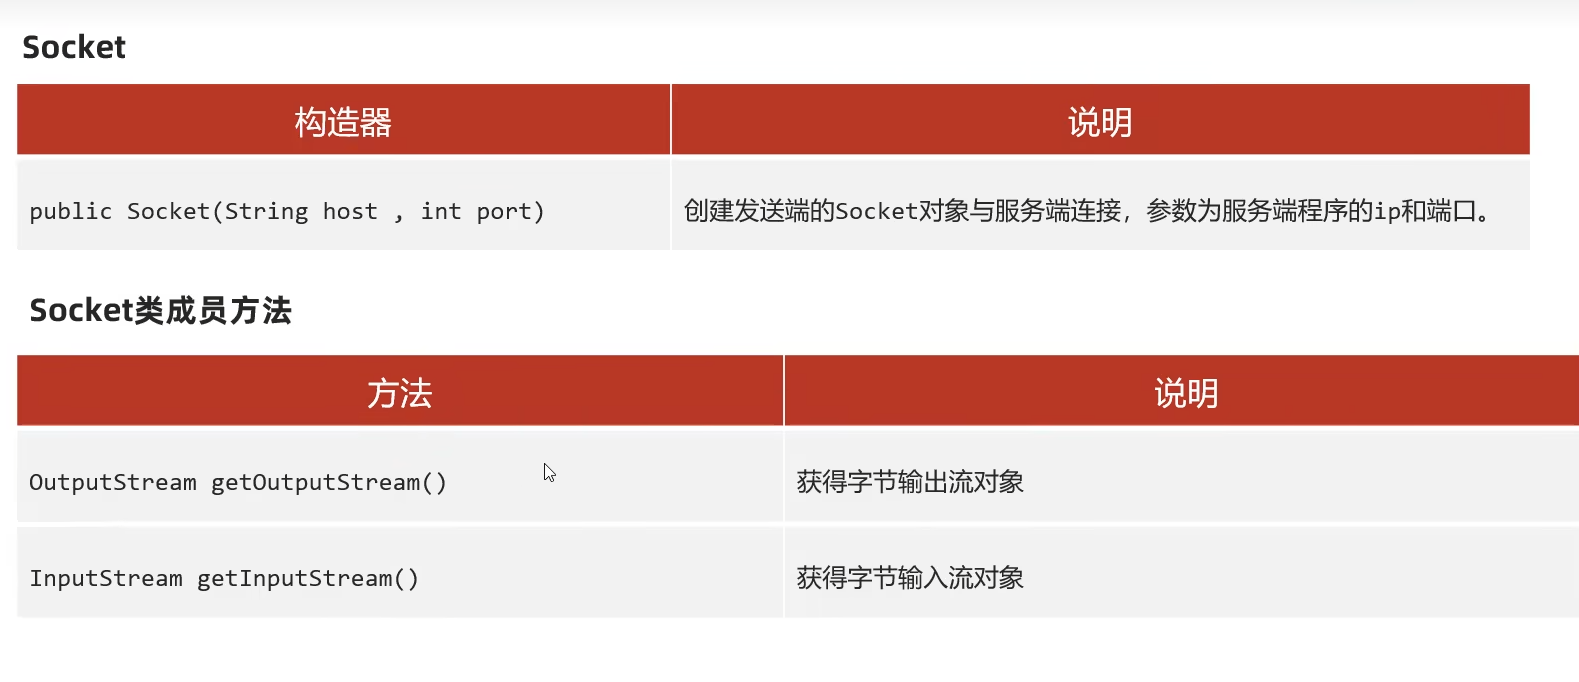 Socket
构造器 说明
public Socket(String host , int port) 创建发送端的Socket对象与服务端连接，参数为服务端程序的ip和端口。
Socket类成员方法
方法 说明
OutputStream getOutputStream() 获得字节输出流对象
InputStream getInputStream() 获得字节输入流对象